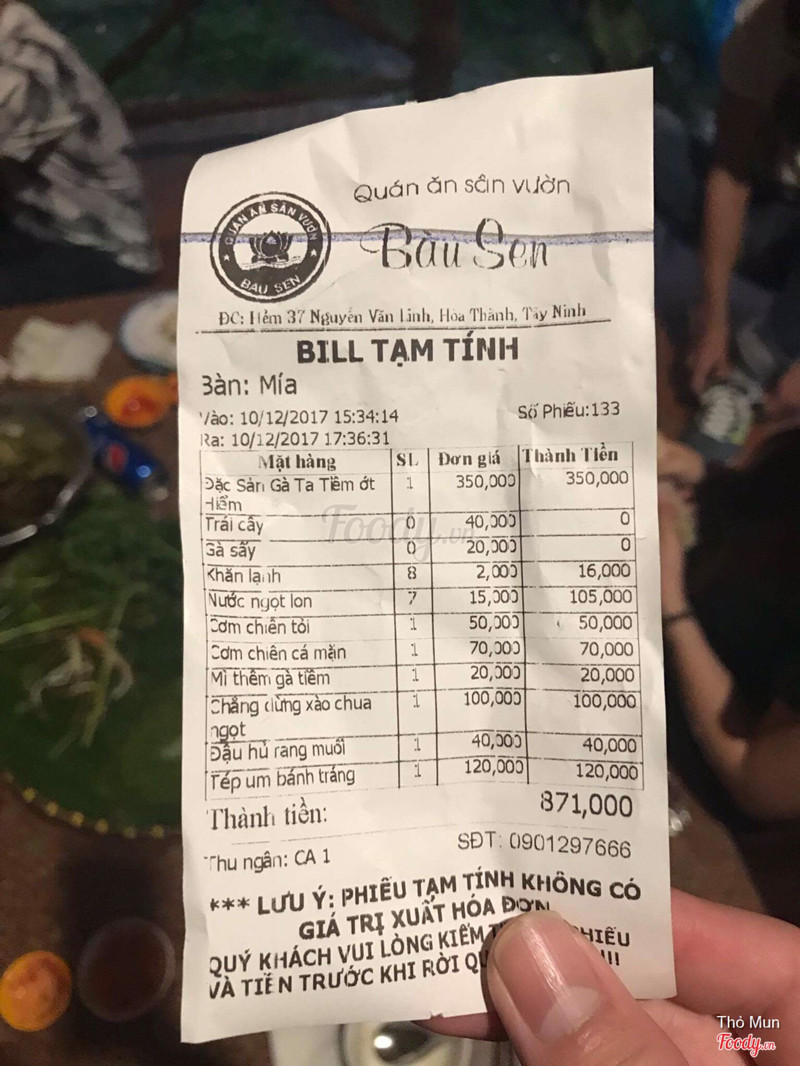 Quán ăn sân vườn
QUÁN ĂN SÂN VƯỜN
BÀU SEN
Bàu Sen
ĐC: Hẻm 37 Nguyễn Văn Linh, Hòa Thành, Tây Ninh
BILL TẠM TÍNH
Bàn: Mía
Vào: 10/12/2017 15:34:14 Số Phiếu:133
Ra: 10/12/2017 17:36:31
Mặt hàng SL Đơn giá Thành Tiền
Đặc Sản Gà Ta Tiềm ớt 1 350,000 350,000
Hiểm
Trái cây 0 40,000 0
Gà sấy 0 20,000 0
Khăn lạnh 8 2,000 16,000
Nước ngọt lon 7 15,000 105,000
Cơm chiên tỏi 1 50,000 50,000
Cơm chiên cá mặn 1 70,000 70,000
Mì thêm gà tiềm 1 20,000 20,000
Chẳng dừng xào chua 1 100,000 100,000
ngọt
Đậu hủ rang muối 1 40,000 40,000
Tép um bánh tráng 1 120,000 120,000
Thành tiền: 871,000
Thu ngân: CA 1 SĐT: 0901297666
*** LƯU Ý: PHIẾU TẠM TÍNH KHÔNG CÓ
GIÁ TRỊ XUẤT HÓA ĐƠN
QUÝ KHÁCH VUI LÒNG KIỂM PHIẾU
VÀ TIỀN TRƯỚC KHI RỜI !!!
Foody.vn
Thỏ Mun
Foody.vn